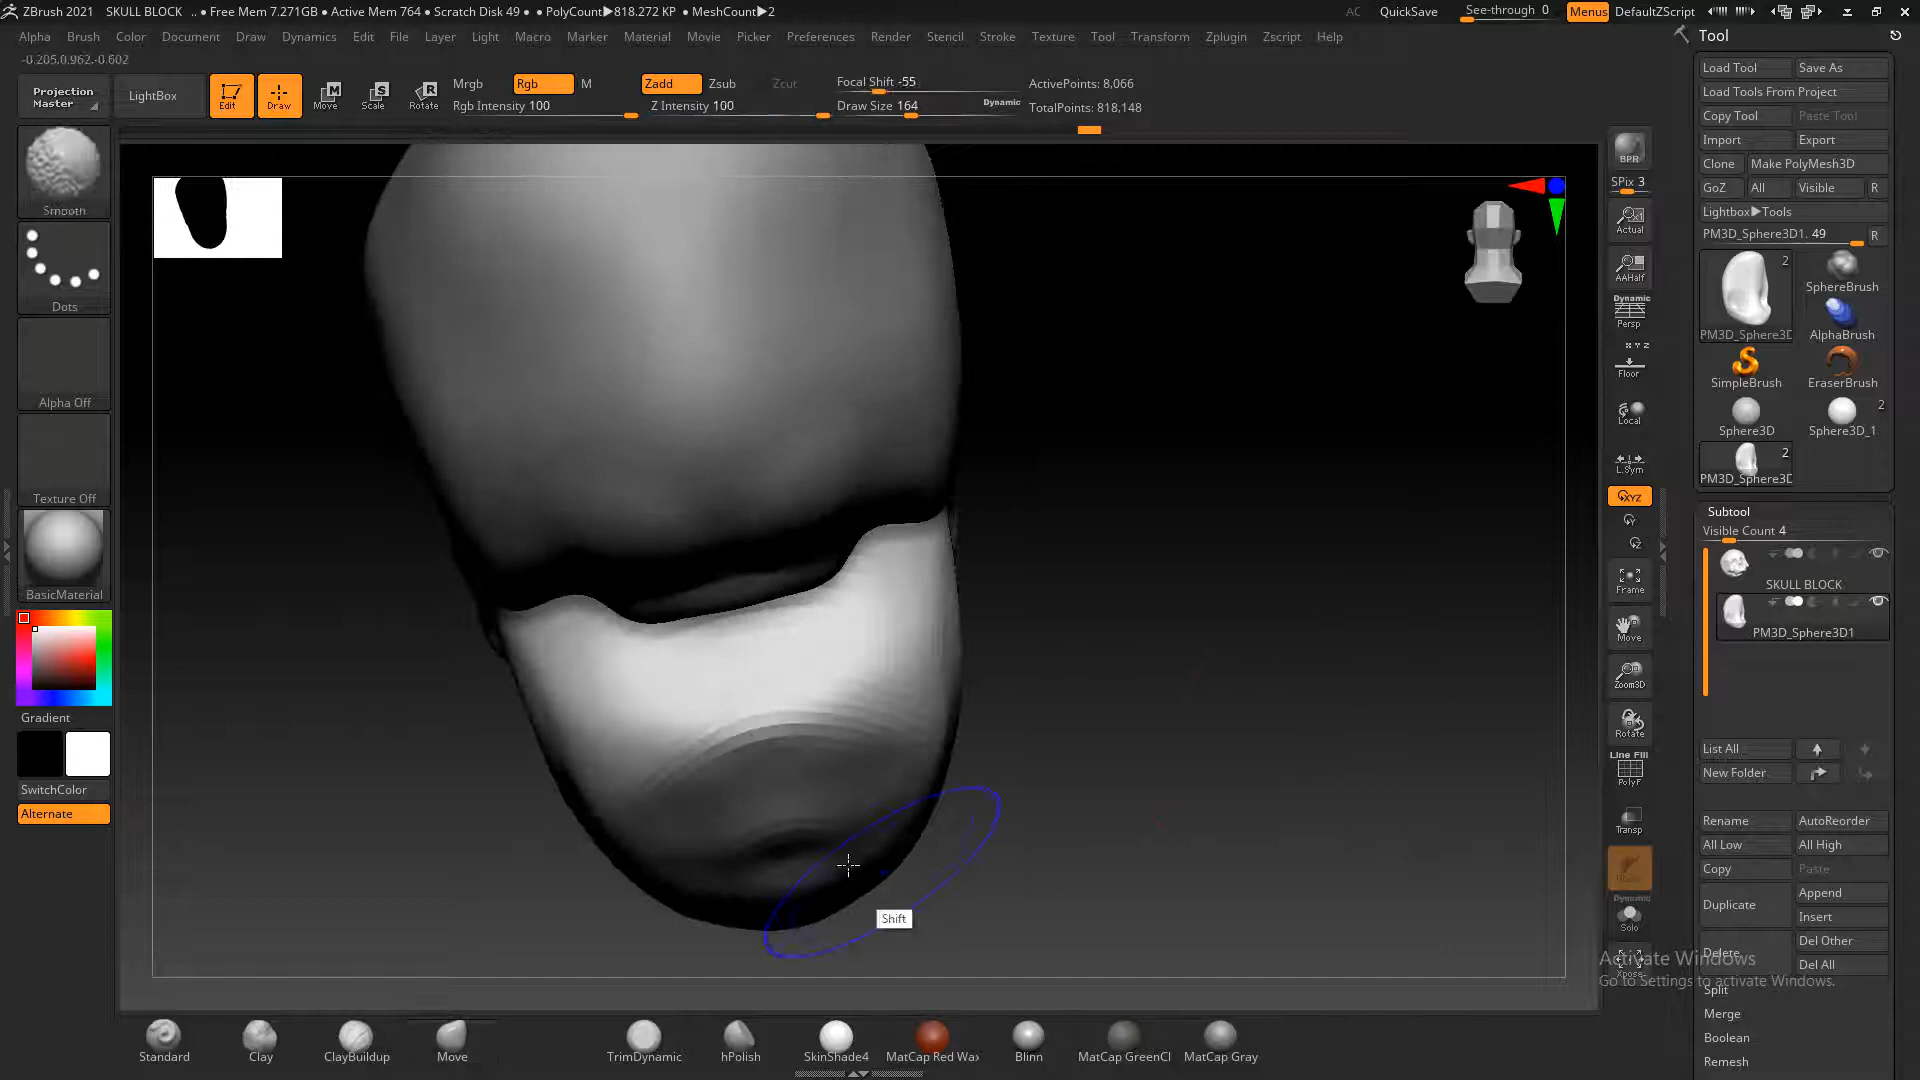 ZBrush 2021 SKULL BLOCK .. • Free Mem 7.271GB • Active Mem 764 • Scratch Disk 49 • PolyCount▶818.272 KP • MeshCount▶2 AC QuickSave See-through 0 Menus DefaultZScript
Alpha Brush Color Document Draw Dynamics Edit File Layer Light Macro Marker Material Movie Picker Preferences Render Stencil Stroke Texture Tool Transform Zplugin Zscript Help
-0.205,0.962,-0.602
Projection Master
LightBox
Edit
Draw
Move
Scale
Rotate
Mrgb Rgb M
Rgb Intensity 100
Zadd Zsub Zcut
Z Intensity 100
Focal Shift -55
Draw Size 164
Dynamic
ActivePoints: 8,066
TotalPoints: 818,148
Smooth
Dots
Alpha Off
Texture Off
BasicMaterial
Gradient
SwitchColor
Alternate
Shift
BPR
SPix 3
Actual
AAHalf
Dynamic
Persp
X Y Z
Floor
Local
L.Sym
XYZ
Y
Z
Frame
Move
Zoom3D
Rotate
Line Fill
PolyF
Transp
Dynamic
Solo
Xpose
Tool
Load Tool Save As
Load Tools From Project
Copy Tool Paste Tool
Import Export
Clone Make PolyMesh3D
GoZ All Visible R
Lightbox▶Tools
PM3D_Sphere3D1. 49 R
2
PM3D_Sphere3D
SphereBrush
AlphaBrush
SimpleBrush EraserBrush
2
Sphere3D Sphere3D_1
2
PM3D_Sphere3D
Subtool
Visible Count 4
SKULL BLOCK
PM3D_Sphere3D1
List All
New Folder
Rename AutoReorder
All Low All High
Copy Paste
Duplicate Append
Insert
Delete Del Other
Del All
Split
Merge
Boolean
Remesh
Activate Windows
Go to Settings to activate Windows.
Standard Clay ClayBuildup Move TrimDynamic hPolish SkinShade4 MatCap Red Wax Blinn MatCap GreenCl MatCap Gray